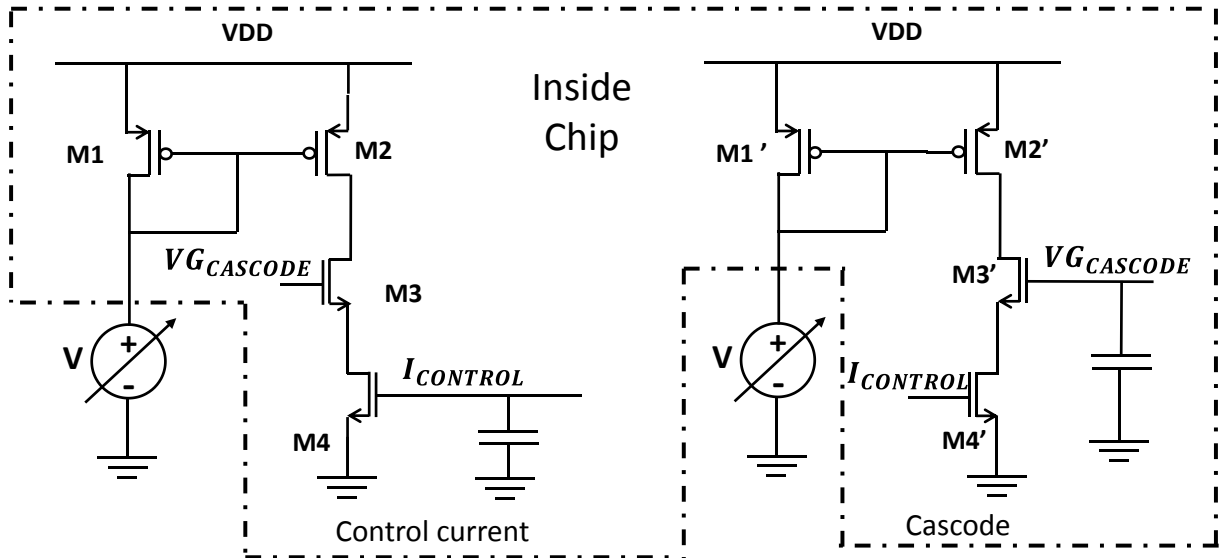 VDD
VDD
Inside
Chip
M1
M2
M1 ’
M2’
VG_CASCODE
M3
M3’
VG_CASCODE
V
+
-
I_CONTROL
V
+
-
I_CONTROL
M4
M4’
Control current
Cascode